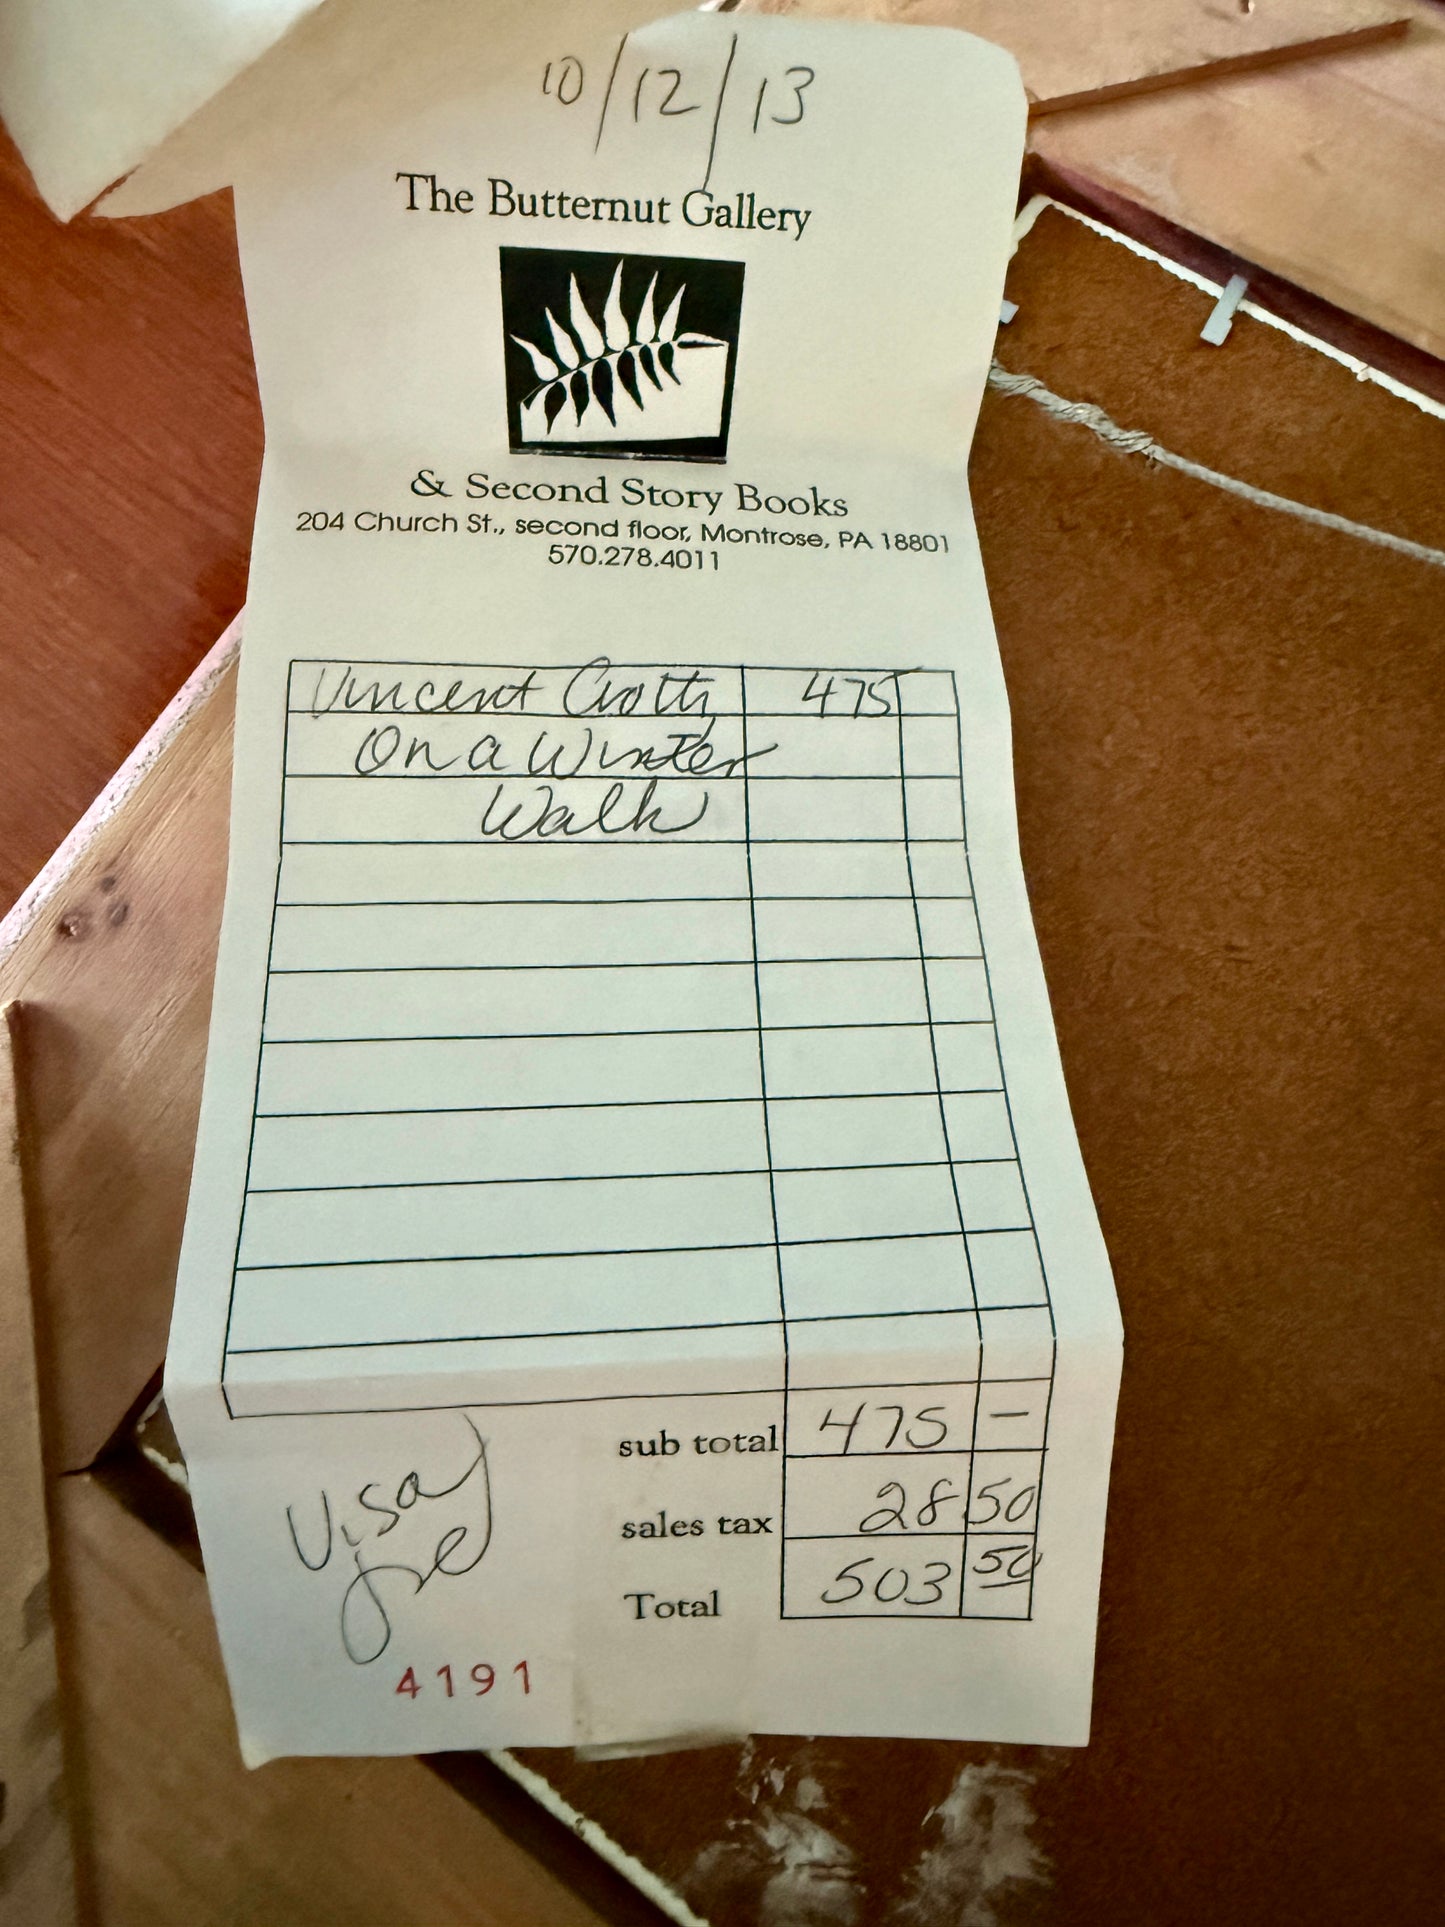 10/12/13
The Butternut Gallery
& Second Story Books
204 Church St., second floor, Montrose, PA 18801
570.278.4011
Vincent Crotty 475
On a Winter
Walk
sub total 475 —
sales tax 28 50
Total 503 50
Visa
4191